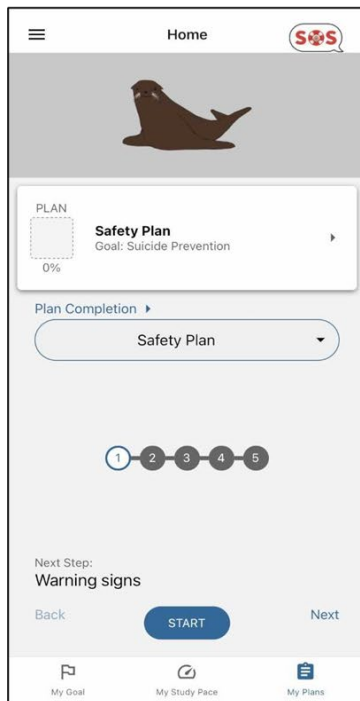 Home
SOS
PLAN
Safety Plan
Goal: Suicide Prevention
0%
Plan Completion
Safety Plan
1 2 3 4 5
Next Step:
Warning signs
Back
START
Next
My Goal
My Study Pace
My Plans